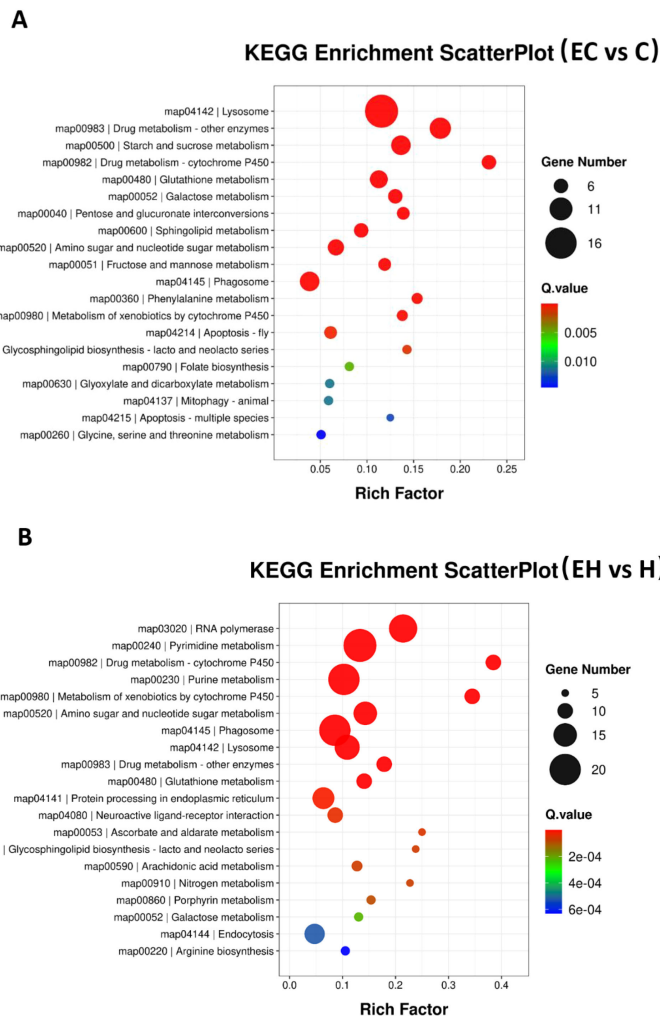 A
KEGG Enrichment ScatterPlot (EC vs C)
map04142 | Lysosome
map00983 | Drug metabolism - other enzymes
map00500 | Starch and sucrose metabolism
map00982 | Drug metabolism - cytochrome P450
map00480 | Glutathione metabolism
map00052 | Galactose metabolism
map00040 | Pentose and glucuronate interconversions
map00600 | Sphingolipid metabolism
map00520 | Amino sugar and nucleotide sugar metabolism
map00051 | Fructose and mannose metabolism
map04145 | Phagosome
map00360 | Phenylalanine metabolism
map00980 | Metabolism of xenobiotics by cytochrome P450
map04214 | Apoptosis - fly
Glycosphingolipid biosynthesis - lacto and neolacto series
map00790 | Folate biosynthesis
map00630 | Glyoxylate and dicarboxylate metabolism
map04137 | Mitophagy - animal
map04215 | Apoptosis - multiple species
map00260 | Glycine, serine and threonine metabolism
0.05 0.10 0.15 0.20 0.25
Rich Factor
Gene Number
6
11
16
Q.value
0.005
0.010
B
KEGG Enrichment ScatterPlot (EH vs H)
map03020 | RNA polymerase
map00240 | Pyrimidine metabolism
map00982 | Drug metabolism - cytochrome P450
map00230 | Purine metabolism
map00980 | Metabolism of xenobiotics by cytochrome P450
map00520 | Amino sugar and nucleotide sugar metabolism
map04145 | Phagosome
map04142 | Lysosome
map00983 | Drug metabolism - other enzymes
map00480 | Glutathione metabolism
map04141 | Protein processing in endoplasmic reticulum
map04080 | Neuroactive ligand-receptor interaction
map00053 | Ascorbate and aldarate metabolism
| Glycosphingolipid biosynthesis - lacto and neolacto series
map00590 | Arachidonic acid metabolism
map00910 | Nitrogen metabolism
map00860 | Porphyrin metabolism
map00052 | Galactose metabolism
map04144 | Endocytosis
map00220 | Arginine biosynthesis
0.0 0.1 0.2 0.3 0.4
Rich Factor
Gene Number
5
10
15
20
Q.value
2e-04
4e-04
6e-04